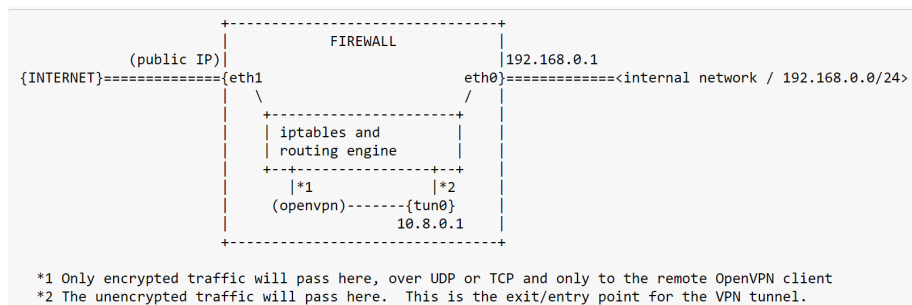 FIREWALL
(public IP)
192.168.0.1
{INTERNET}=============={eth1 eth0}=============<internal network / 192.168.0.0/24>
iptables and
routing engine
*1 *2
(openvpn)-------{tun0}
10.8.0.1
*1 Only encrypted traffic will pass here, over UDP or TCP and only to the remote OpenVPN client
*2 The unencrypted traffic will pass here.  This is the exit/entry point for the VPN tunnel.